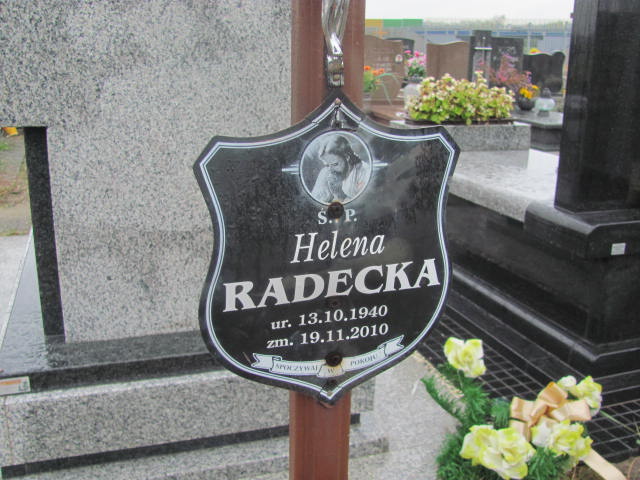 Ś. P.
Helena
RADECKA
ur. 13.10.1940
zm. 19.11.2010
SPOCZYWAJ W POKOJU